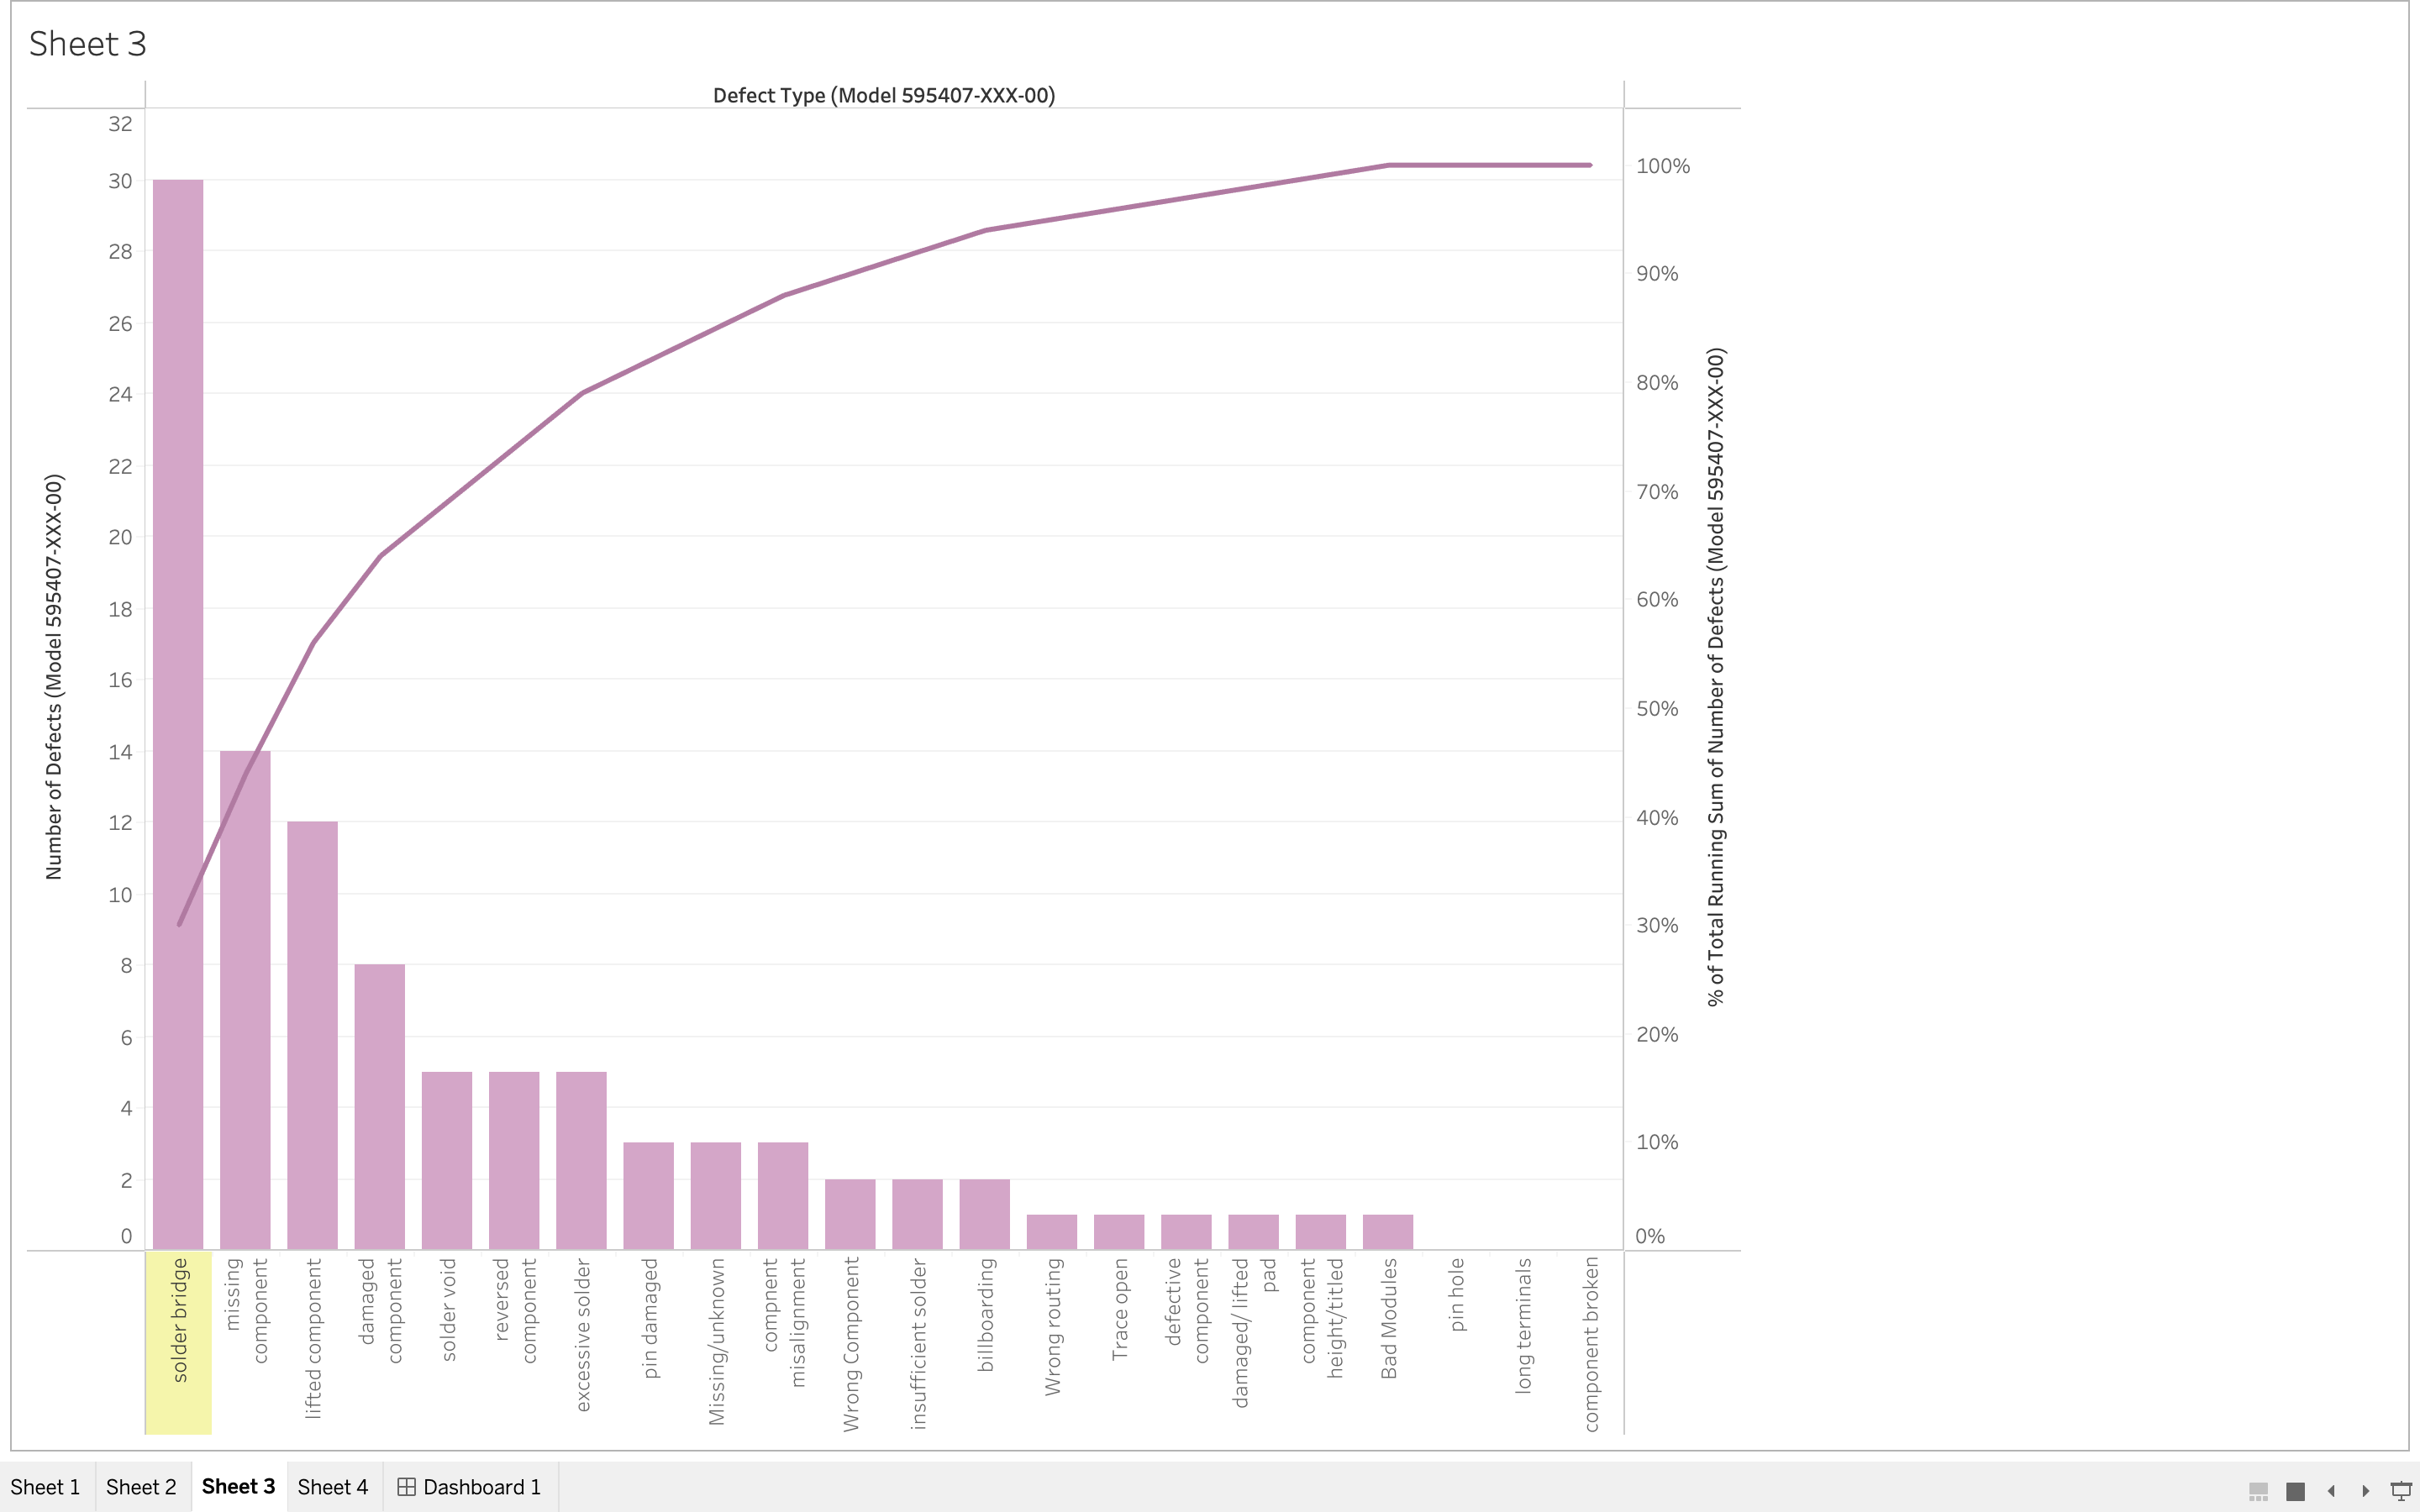 Sheet 3
Defect Type (Model 595407-XXX-00)
Number of Defects (Model 595407-XXX-00)
32
30
28
26
24
22
20
18
16
14
12
10
8
6
4
2
0
100%
90%
80%
70%
60%
50%
40%
30%
20%
10%
0%
% of Total Running Sum of Number of Defects (Model 595407-XXX-00)
solder bridge
missing
component
lifted component
damaged
component
solder void
reversed
component
excessive solder
pin damaged
Missing/unknown
compnent
misalignment
Wrong Component
insufficient solder
billboarding
Wrong routing
Trace open
defective
component
damaged/ lifted
pad
component
height/titled
Bad Modules
pin hole
long terminals
component broken
Sheet 1
Sheet 2
Sheet 3
Sheet 4
Dashboard 1